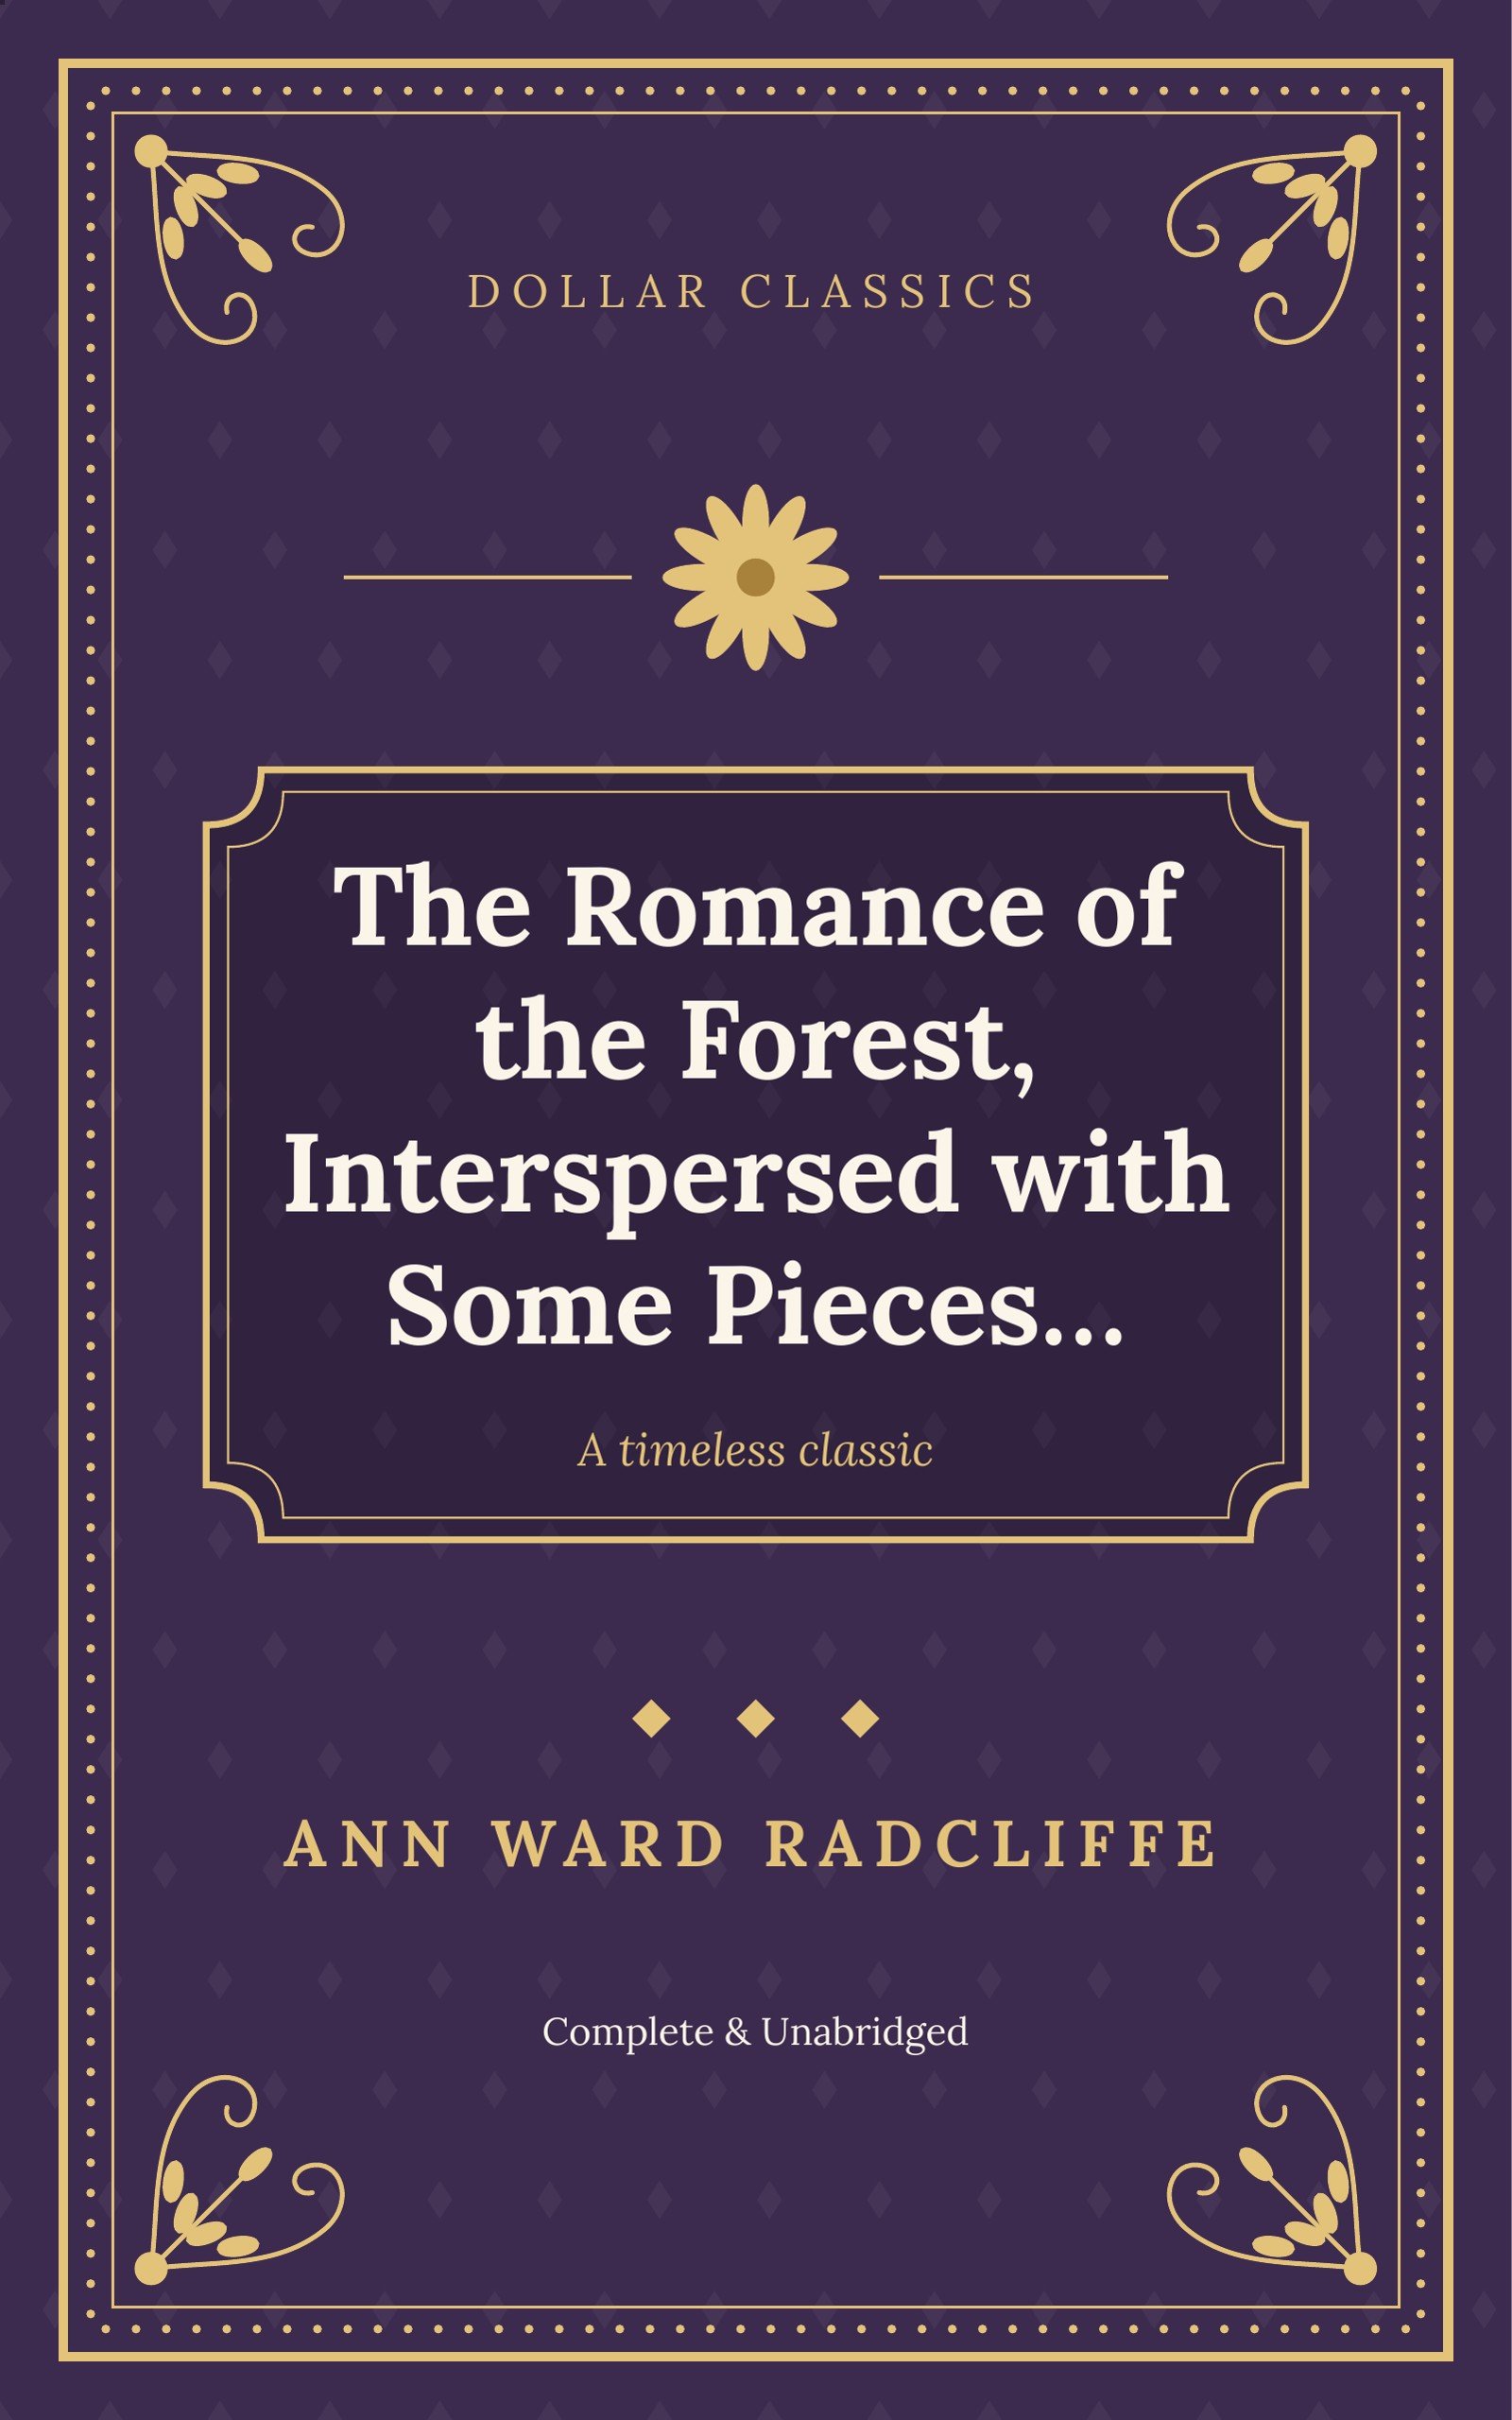 DOLLAR CLASSICS
The Romance of
the Forest,
Interspersed with
Some Pieces...
A timeless classic
ANN WARD RADCLIFFE
Complete & Unabridged